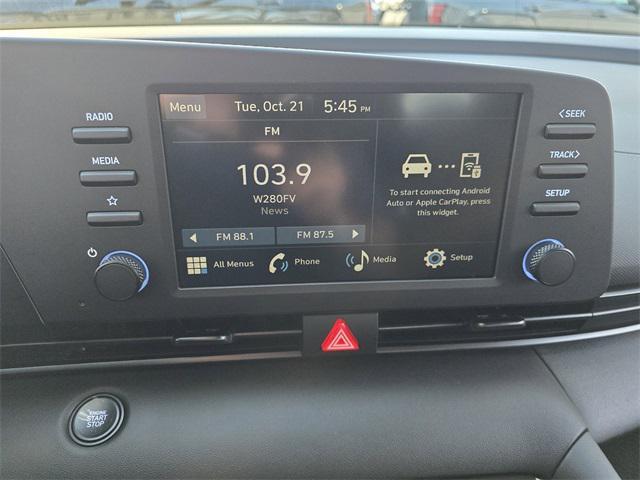 RADIO
MEDIA
Menu
Tue, Oct. 21
5:45 PM
FM
103.9
W280FV
News
FM 88.1
FM 87.5
To start connecting Android
Auto or Apple CarPlay, press
this widget.
All Menus
Phone
Media
Setup
< SEEK
TRACK >
SETUP
ENGINE
START
STOP